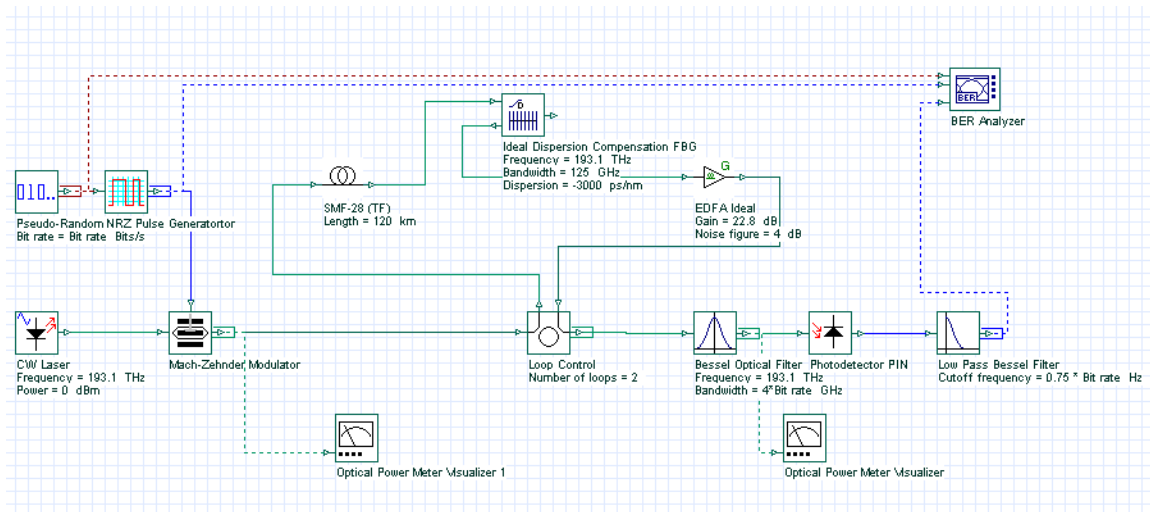 BER
BER Analyzer
D
Ideal Dispersion Compensation FBG
Frequency = 193.1 THz
Bandwidth = 125 GHz
Dispersion = -3000 ps/nm
G
010..
SMF-28 (TF)
Length = 120 km
EDFA Ideal
Gain = 22.8 dB
Noise figure = 4 dB
Pseudo-Random NRZ Pulse Generatortor
Bit rate = Bit rate Bits/s
CW Laser
Frequency = 193.1 THz
Power = 0 dBm
Mach-Zehnder Modulator
Loop Control
Number of loops = 2
Bessel Optical Filter
Frequency = 193.1 THz
Bandwidth = 4*Bit rate GHz
Photodetector PIN
Low Pass Bessel Filter
Cutoff frequency = 0.75 * Bit rate Hz
Optical Power Meter Visualizer 1
Optical Power Meter Visualizer